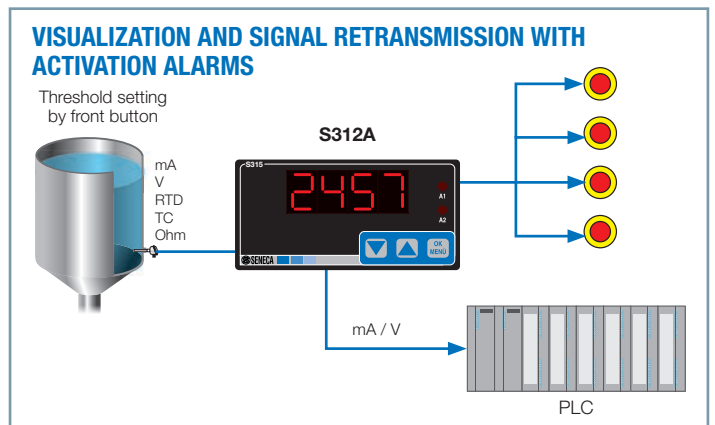 VISUALIZATION AND SIGNAL RETRANSMISSION WITH
ACTIVATION ALARMS
Threshold setting
by front button
S312A
mA
V
RTD
TC
Ohm
S315
2457
A1
A2
OK
MENÙ
SENECA
mA / V
PLC